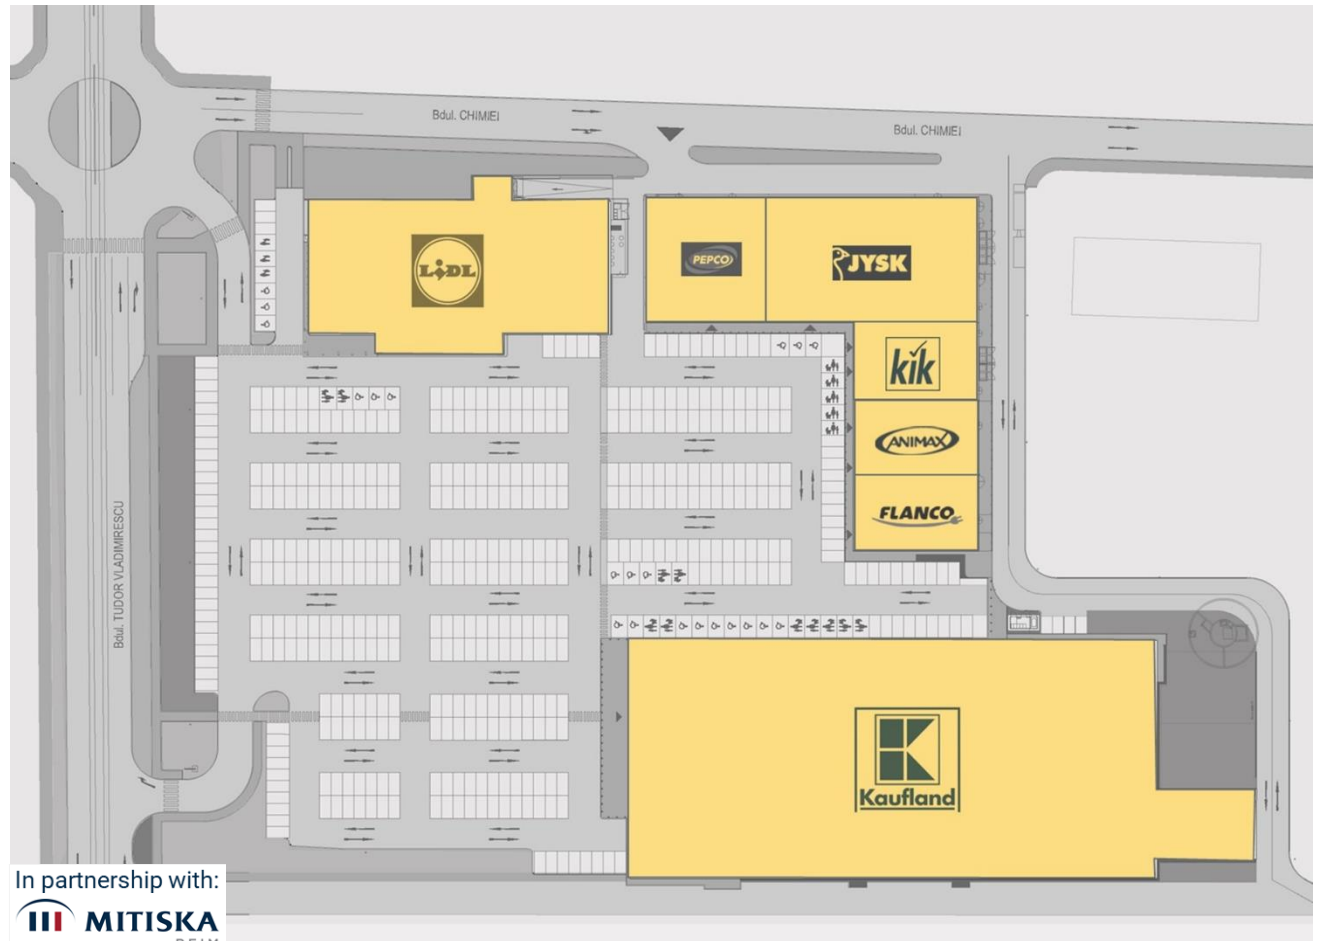 Bdul. CHIMIEI
Bdul. CHIMIEI
LIDL
PEPCO
JYSK
kik
ANIMAX
FLANCO
Bdul. TUDOR VLADIMIRESCU
Kaufland
In partnership with:
MITISKA